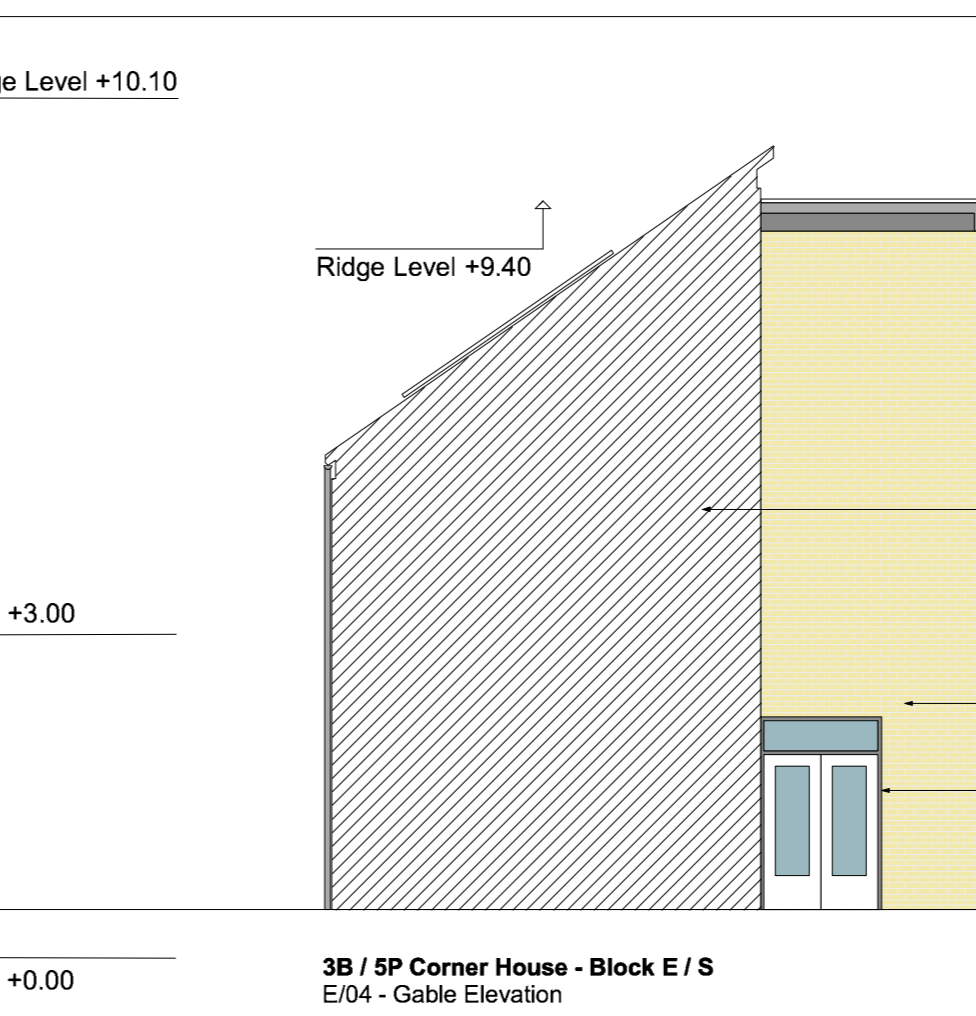 Level +10.10
Ridge Level +9.40
+3.00
+0.00
3B / 5P Corner House - Block E / S
E/04 - Gable Elevation